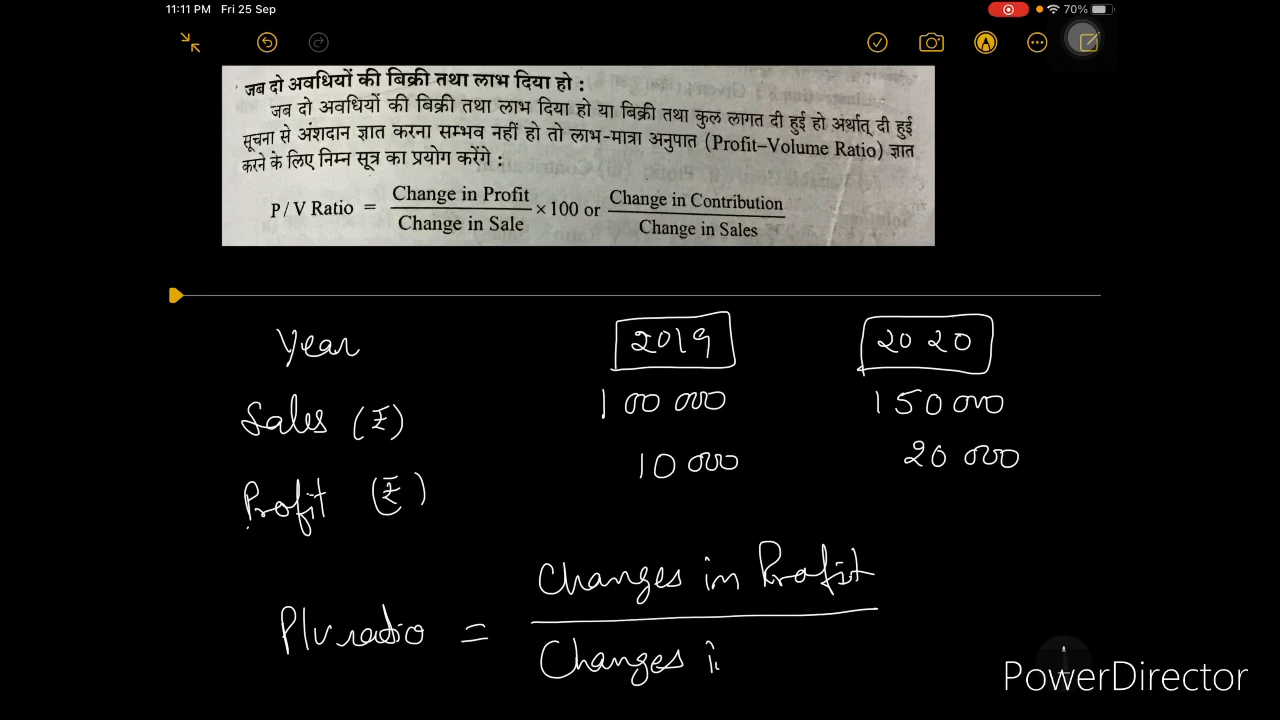 11:11 PM Fri 25 Sep 70%
जब दो अवधियों की बिक्री तथा लाभ दिया हो :
जब दो अवधियों की बिक्री तथा लाभ दिया हो या बिक्री तथा कुल लागत दी हुई हो अर्थात् दी हुई
सूचना से अंशदान ज्ञात करना सम्भव नहीं हो तो लाभ-मात्रा अनुपात (Profit–Volume Ratio) ज्ञात
करने के लिए निम्न सूत्र का प्रयोग करेंगे :
P/V Ratio = Change in Profit / Change in Sale × 100 or Change in Contribution / Change in Sales
Year 2019 2020
Sales (₹) 100000 150000
Profit (₹) 10000 20000
P/v ratio = Changes in Profit
Changes i
PowerDirector